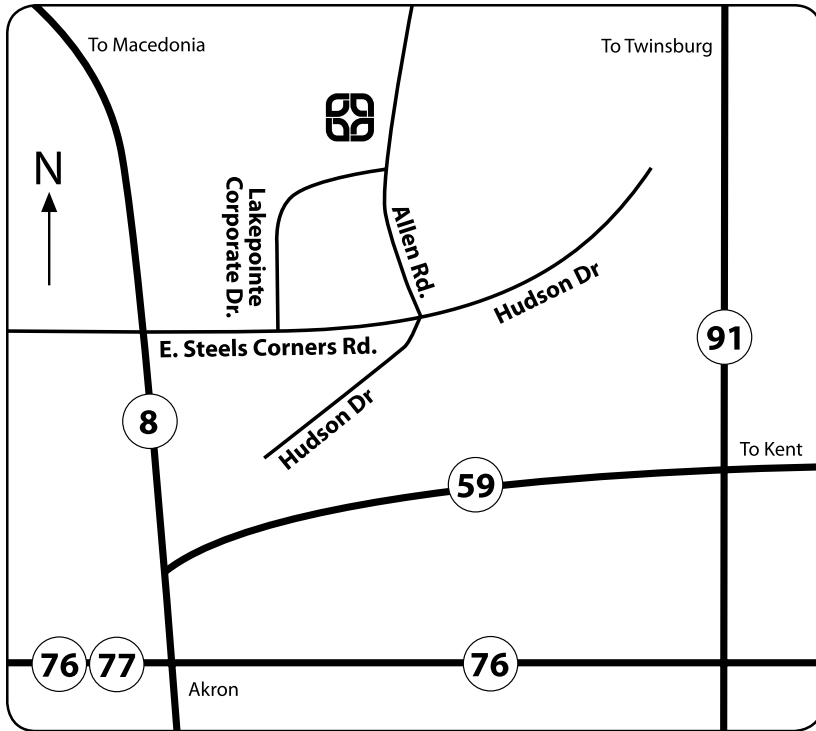 To Macedonia
To Twinsburg
N
Lakepointe
Corporate Dr.
Allen Rd.
Hudson Dr
E. Steels Corners Rd.
91
8
Hudson Dr
To Kent
59
76
77
76
Akron